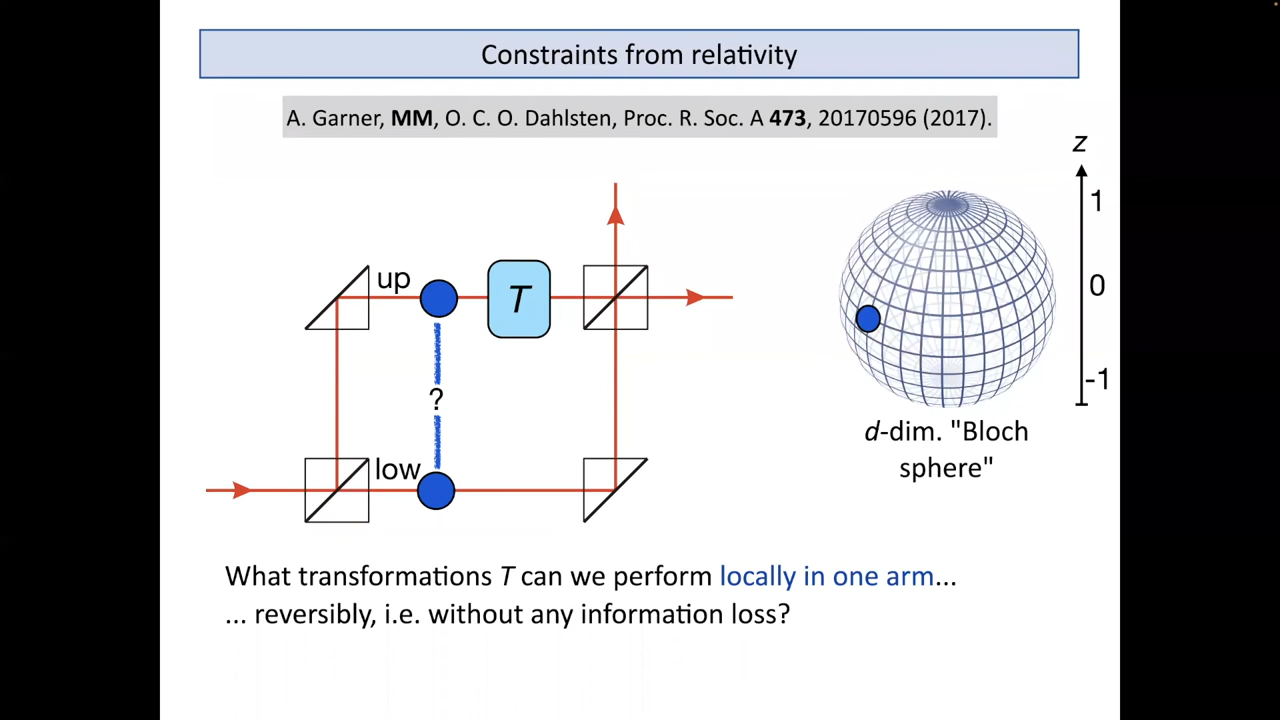 Constraints from relativity
A. Garner, MM, O. C. O. Dahlsten, Proc. R. Soc. A 473, 20170596 (2017).
z
1
0
-1
up
T
?
low
d-dim. "Bloch
sphere"
What transformations T can we perform locally in one arm...
... reversibly, i.e. without any information loss?